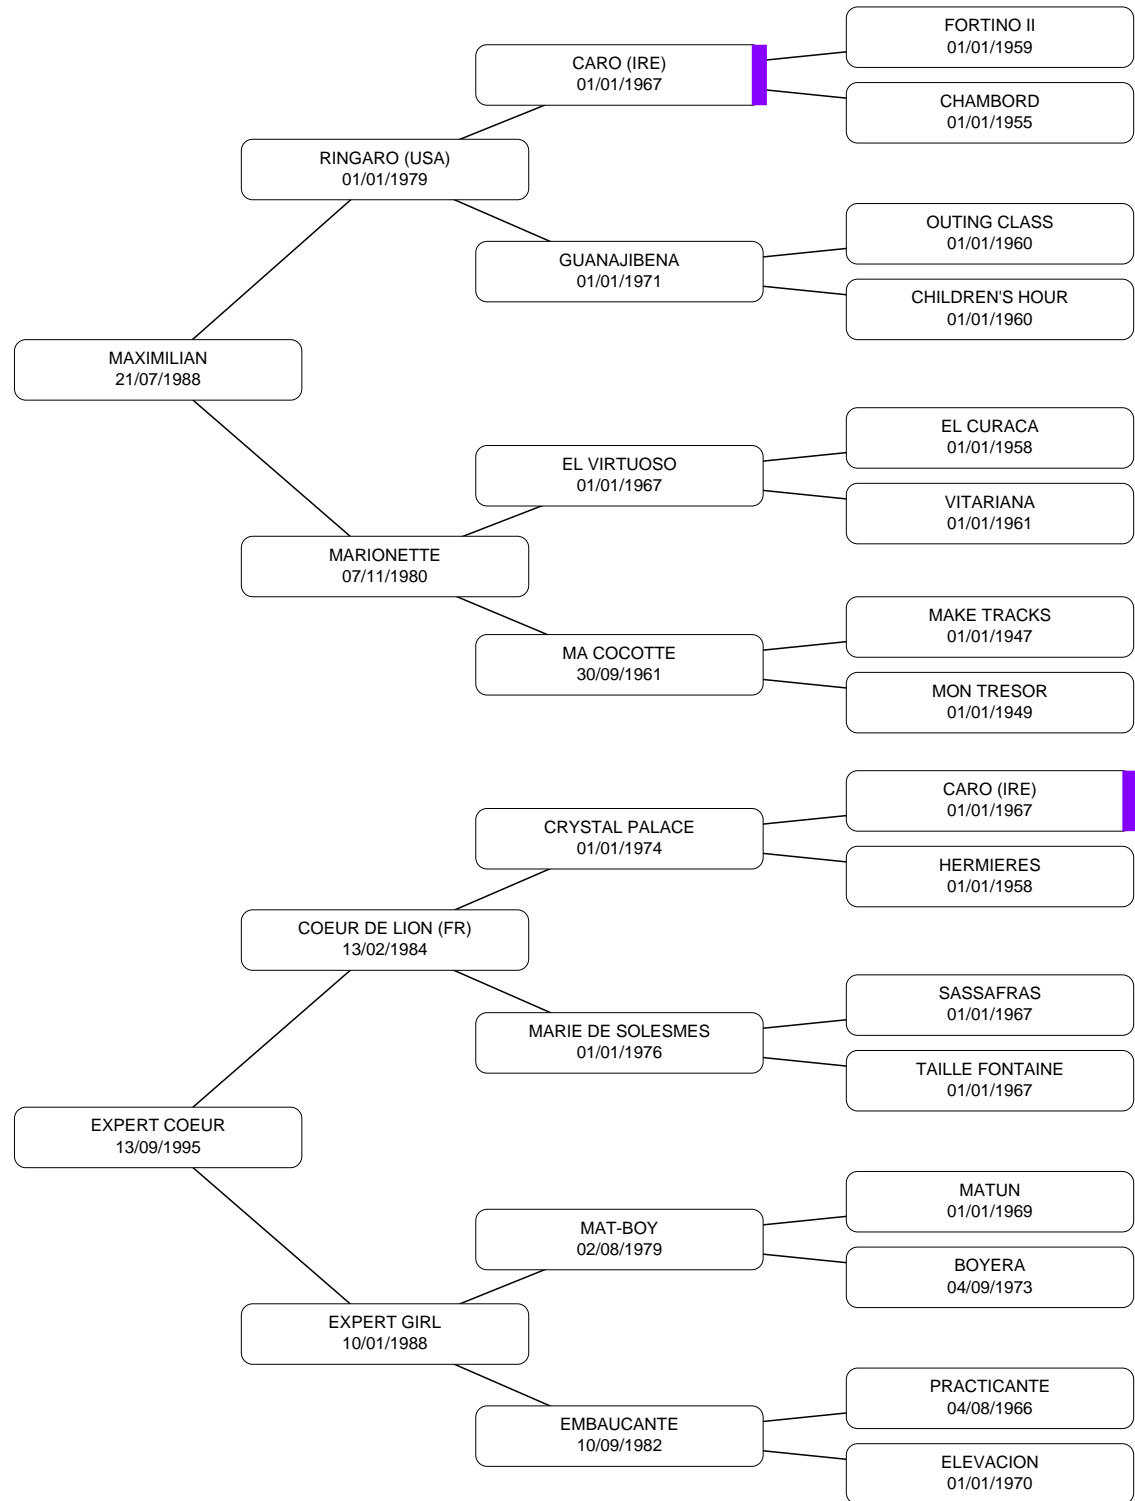 FORTINO II
01/01/1959
CARO (IRE)
01/01/1967
CHAMBORD
01/01/1955
RINGARO (USA)
01/01/1979
OUTING CLASS
01/01/1960
GUANAJIBENA
01/01/1971
CHILDREN'S HOUR
01/01/1960
MAXIMILIAN
21/07/1988
EL CURACA
01/01/1958
EL VIRTUOSO
01/01/1967
VITARIANA
01/01/1961
MARIONETTE
07/11/1980
MAKE TRACKS
01/01/1947
MA COCOTTE
30/09/1961
MON TRESOR
01/01/1949
CARO (IRE)
01/01/1967
CRYSTAL PALACE
01/01/1974
HERMIERES
01/01/1958
COEUR DE LION (FR)
13/02/1984
SASSAFRAS
01/01/1967
MARIE DE SOLESMES
01/01/1976
TAILLE FONTAINE
01/01/1967
EXPERT COEUR
13/09/1995
MATUN
01/01/1969
MAT-BOY
02/08/1979
BOYERA
04/09/1973
EXPERT GIRL
10/01/1988
PRACTICANTE
04/08/1966
EMBAUCANTE
10/09/1982
ELEVACION
01/01/1970